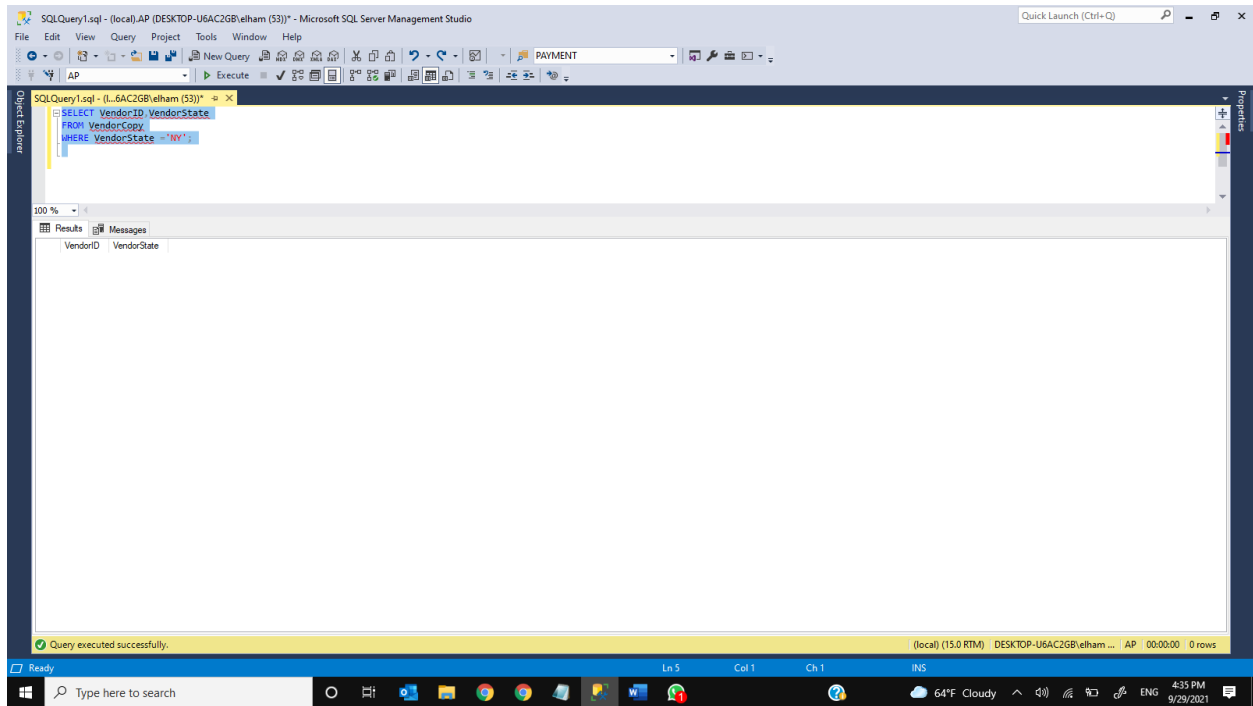 SQLQuery1.sql - (local).AP (DESKTOP-U6AC2GB\elham (53))* - Microsoft SQL Server Management Studio
Quick Launch (Ctrl+Q)
File Edit View Query Project Tools Window Help
New Query PAYMENT
AP Execute
Object Explorer
SQLQuery1.sql - (l...6AC2GB\elham (53))*
Properties
SELECT VendorID,VendorState
FROM VendorCopy
WHERE VendorState ='NY';
100 %
Results Messages
VendorID VendorState
Query executed successfully. (local) (15.0 RTM) DESKTOP-U6AC2GB\elham ... AP 00:00:00 0 rows
Ready Ln 5 Col 1 Ch 1 INS
Type here to search 64°F Cloudy ENG 4:35 PM
9/29/2021